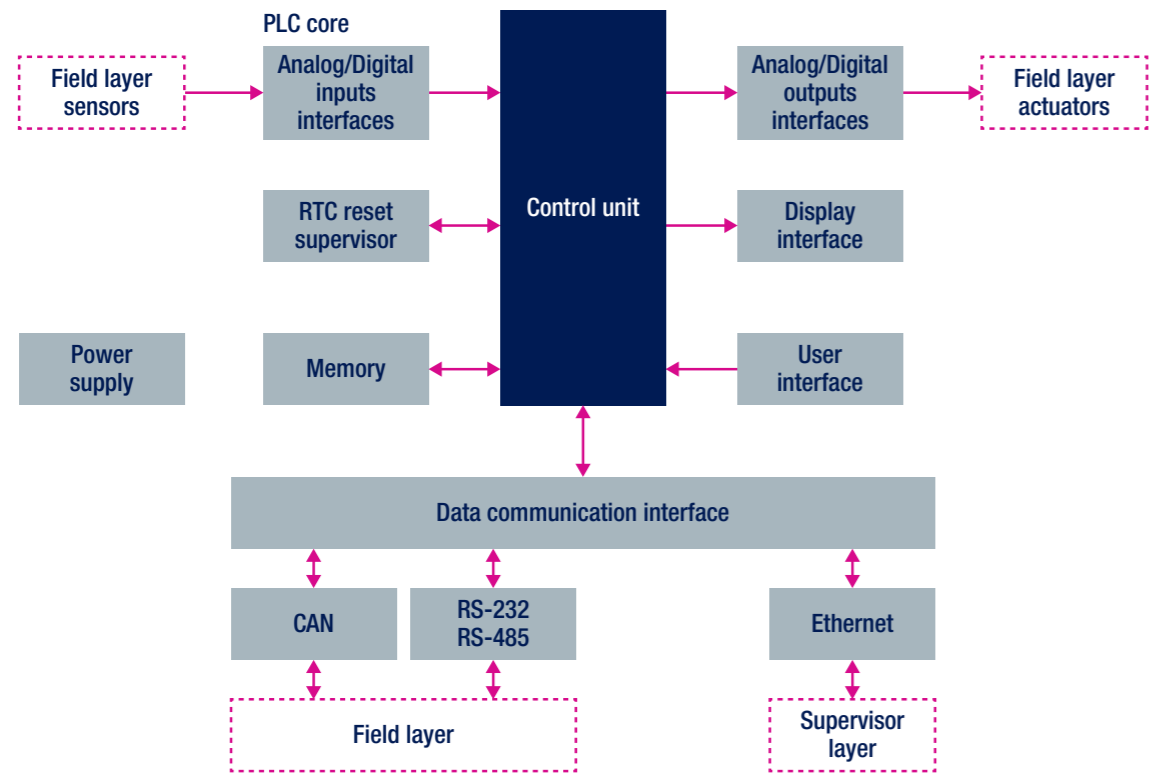 PLC core
Field layer
sensors
Analog/Digital
inputs
interfaces
Control unit
Analog/Digital
outputs
interfaces
Field layer
actuators
RTC reset
supervisor
Display
interface
Power
supply
Memory
User
interface
Data communication interface
CAN
RS-232
RS-485
Ethernet
Field layer
Supervisor
layer